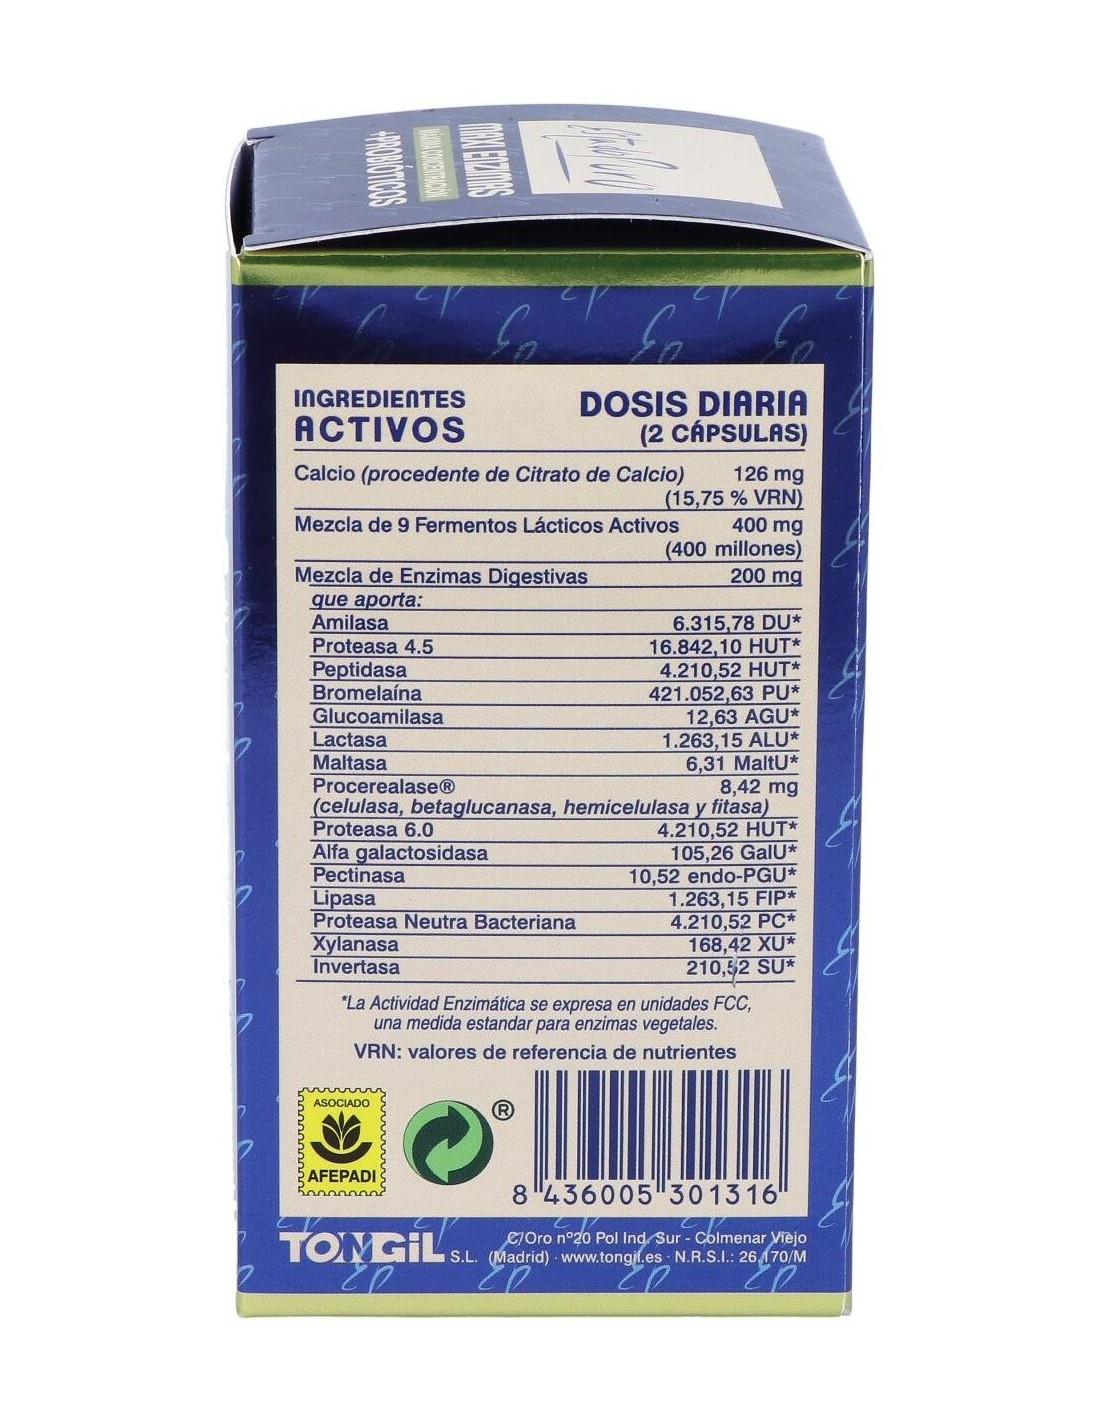 Estado Puro
MAXI ENZIMAS
MÁXIMA CONCENTRACIÓN
+PROBIÓTICOS
INGREDIENTES
ACTIVOS
DOSIS DIARIA
(2 CÁPSULAS)
Calcio (procedente de Citrato de Calcio) 126 mg
(15,75 % VRN)
Mezcla de 9 Fermentos Lácticos Activos 400 mg
(400 millones)
Mezcla de Enzimas Digestivas 200 mg
que aporta:
Amilasa 6.315,78 DU*
Proteasa 4.5 16.842,10 HUT*
Peptidasa 4.210,52 HUT*
Bromelaína 421.052,63 PU*
Glucoamilasa 12,63 AGU*
Lactasa 1.263,15 ALU*
Maltasa 6,31 MaltU*
Procerealase® 8,42 mg
(celulasa, betaglucanasa, hemicelulasa y fitasa)
Proteasa 6.0 4.210,52 HUT*
Alfa galactosidasa 105,26 GalU*
Pectinasa 10,52 endo-PGU*
Lipasa 1.263,15 FIP*
Proteasa Neutra Bacteriana 4.210,52 PC*
Xylanasa 168,42 XU*
Invertasa 210,52 SU*
*La Actividad Enzimática se expresa en unidades FCC,
una medida estandar para enzimas vegetales.
VRN: valores de referencia de nutrientes
ASOCIADO
AFEPADI
®
8 436005 301316
TONGiL S.L.
C/Oro nº20 Pol Ind. Sur - Colmenar Viejo
(Madrid) · www.tongil.es · N.R.S.I.: 26.170/M